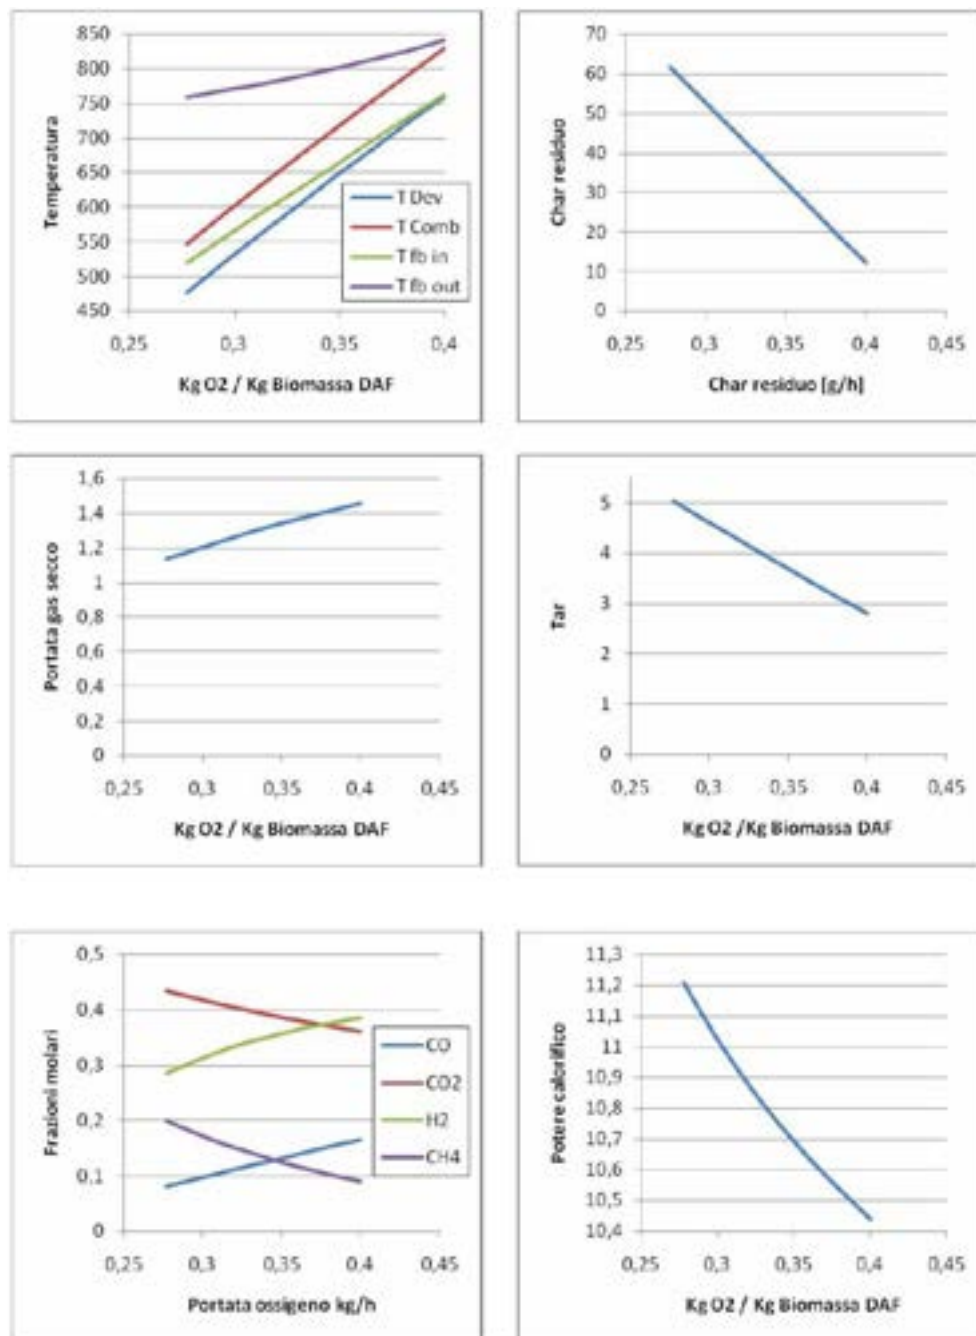 850
800
750
700
650
600
550
500
450
Temperatura
T Dev
T Comb
T fb in
T fb out
0,25 0,3 0,35 0,4
Kg O2 / Kg Biomassa DAF
70
60
50
40
30
20
10
0
Char residuo
0,25 0,3 0,35 0,4 0,45
Char residuo [g/h]
1,6
1,4
1,2
1
0,8
0,6
0,4
0,2
0
Portata gas secco
0,25 0,3 0,35 0,4 0,45
Kg O2 / Kg Biomassa DAF
5
4
3
2
1
0
Tar
0,25 0,3 0,35 0,4 0,45
Kg O2 /Kg Biomassa DAF
0,5
0,4
0,3
0,2
0,1
0
Frazioni molari
CO
CO2
H2
CH4
0,25 0,3 0,35 0,4 0,45
Portata ossigeno kg/h
11,3
11,2
11,1
11
10,9
10,8
10,7
10,6
10,5
10,4
Potere calorifico
0,25 0,3 0,35 0,4 0,45
Kg O2 / Kg Biomassa DAF